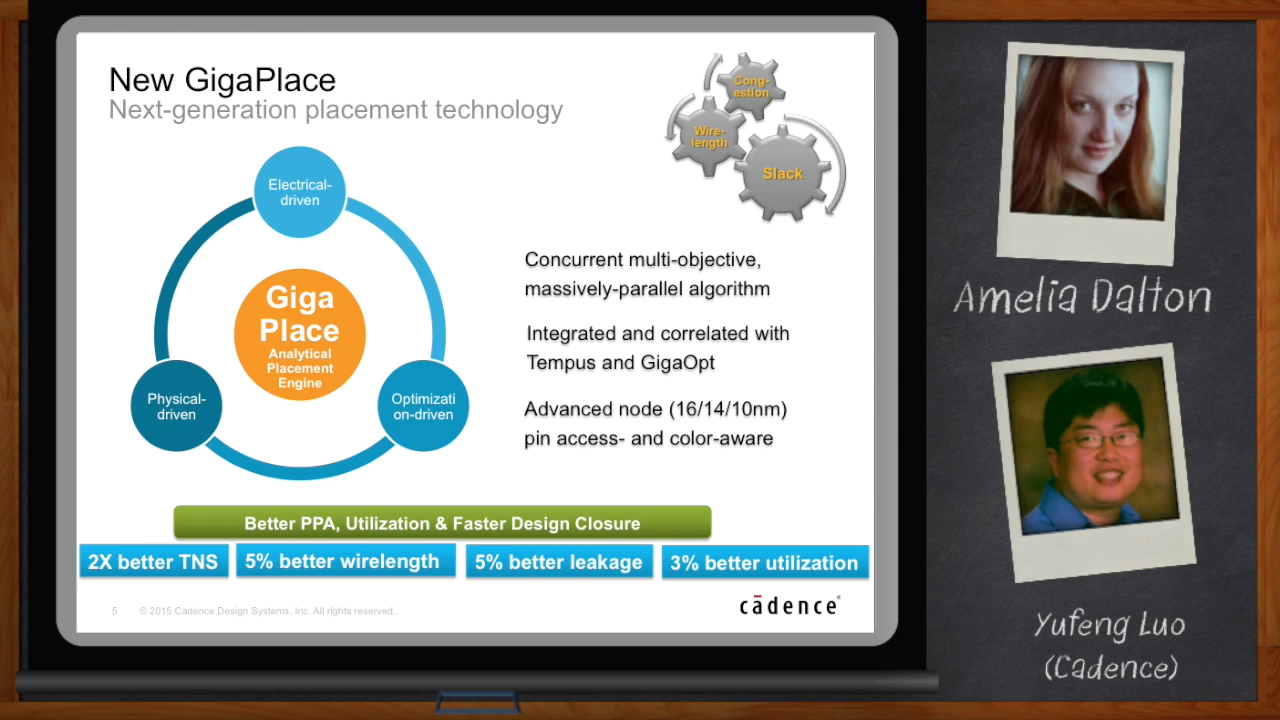 New GigaPlace
Next-generation placement technology
Cong-
estion
Wire-
length
Slack
Electrical-
driven
Giga
Place
Analytical
Placement
Engine
Physical-
driven
Optimizati
on-driven
Concurrent multi-objective,
massively-parallel algorithm
Integrated and correlated with
Tempus and GigaOpt
Advanced node (16/14/10nm)
pin access- and color-aware
Better PPA, Utilization & Faster Design Closure
2X better TNS
5% better wirelength
5% better leakage
3% better utilization
5
© 2015 Cadence Design Systems, Inc. All rights reserved..
cādence®
Amelia Dalton
Yufeng Luo
(Cadence)